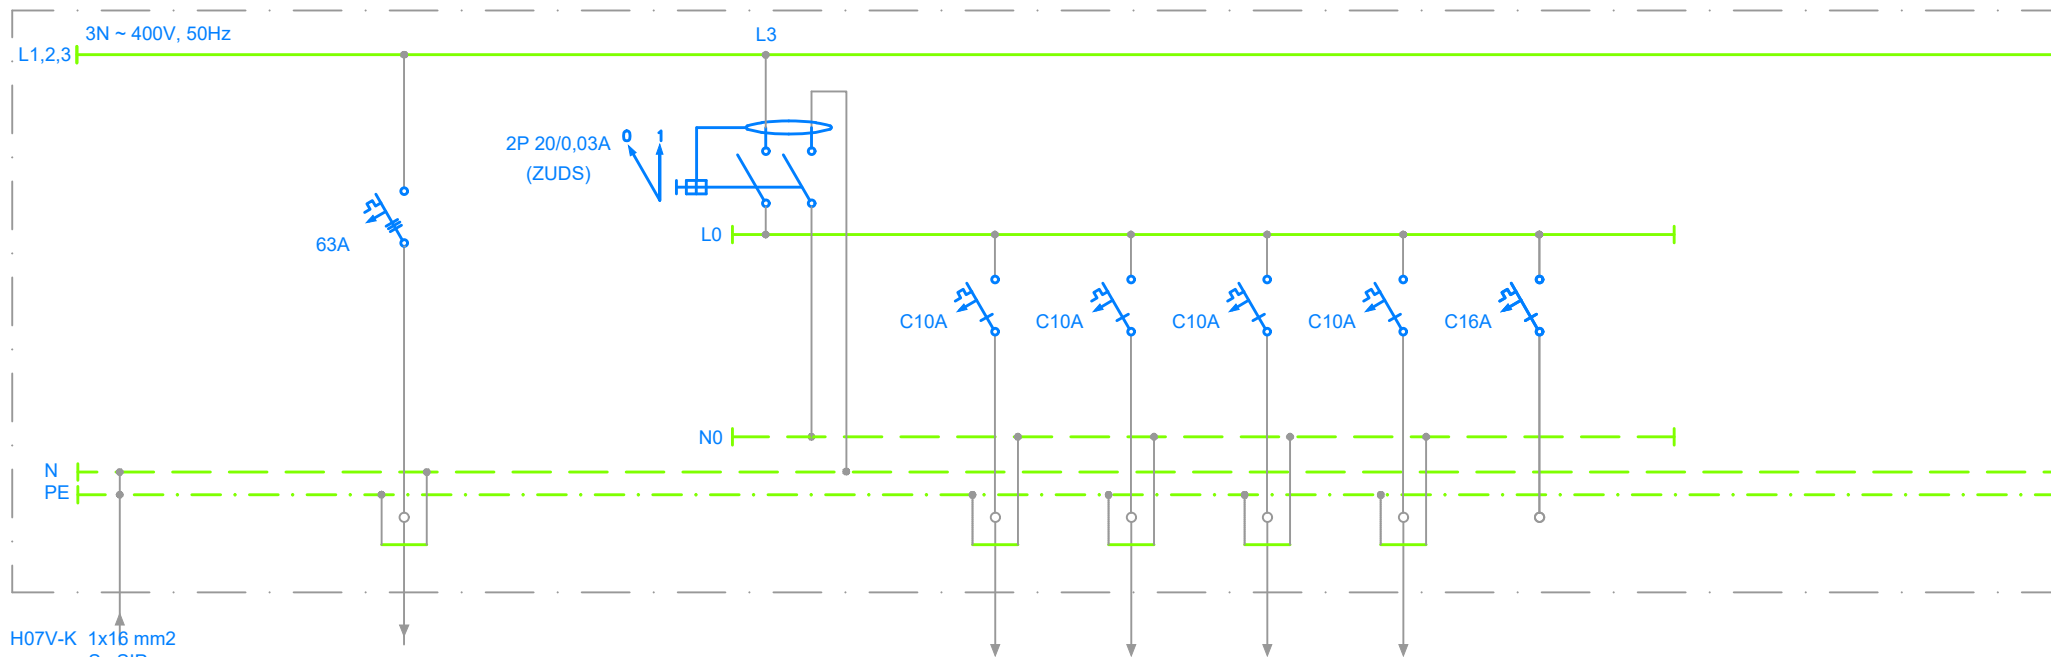 3N ~ 400V, 50Hz
L3
L1,2,3
2P 20/0,03A
0 1
(ZUDS)
L0
63A
C10A C10A C10A C10A C16A
N0
N
PE
H07V-K 1x16 mm2